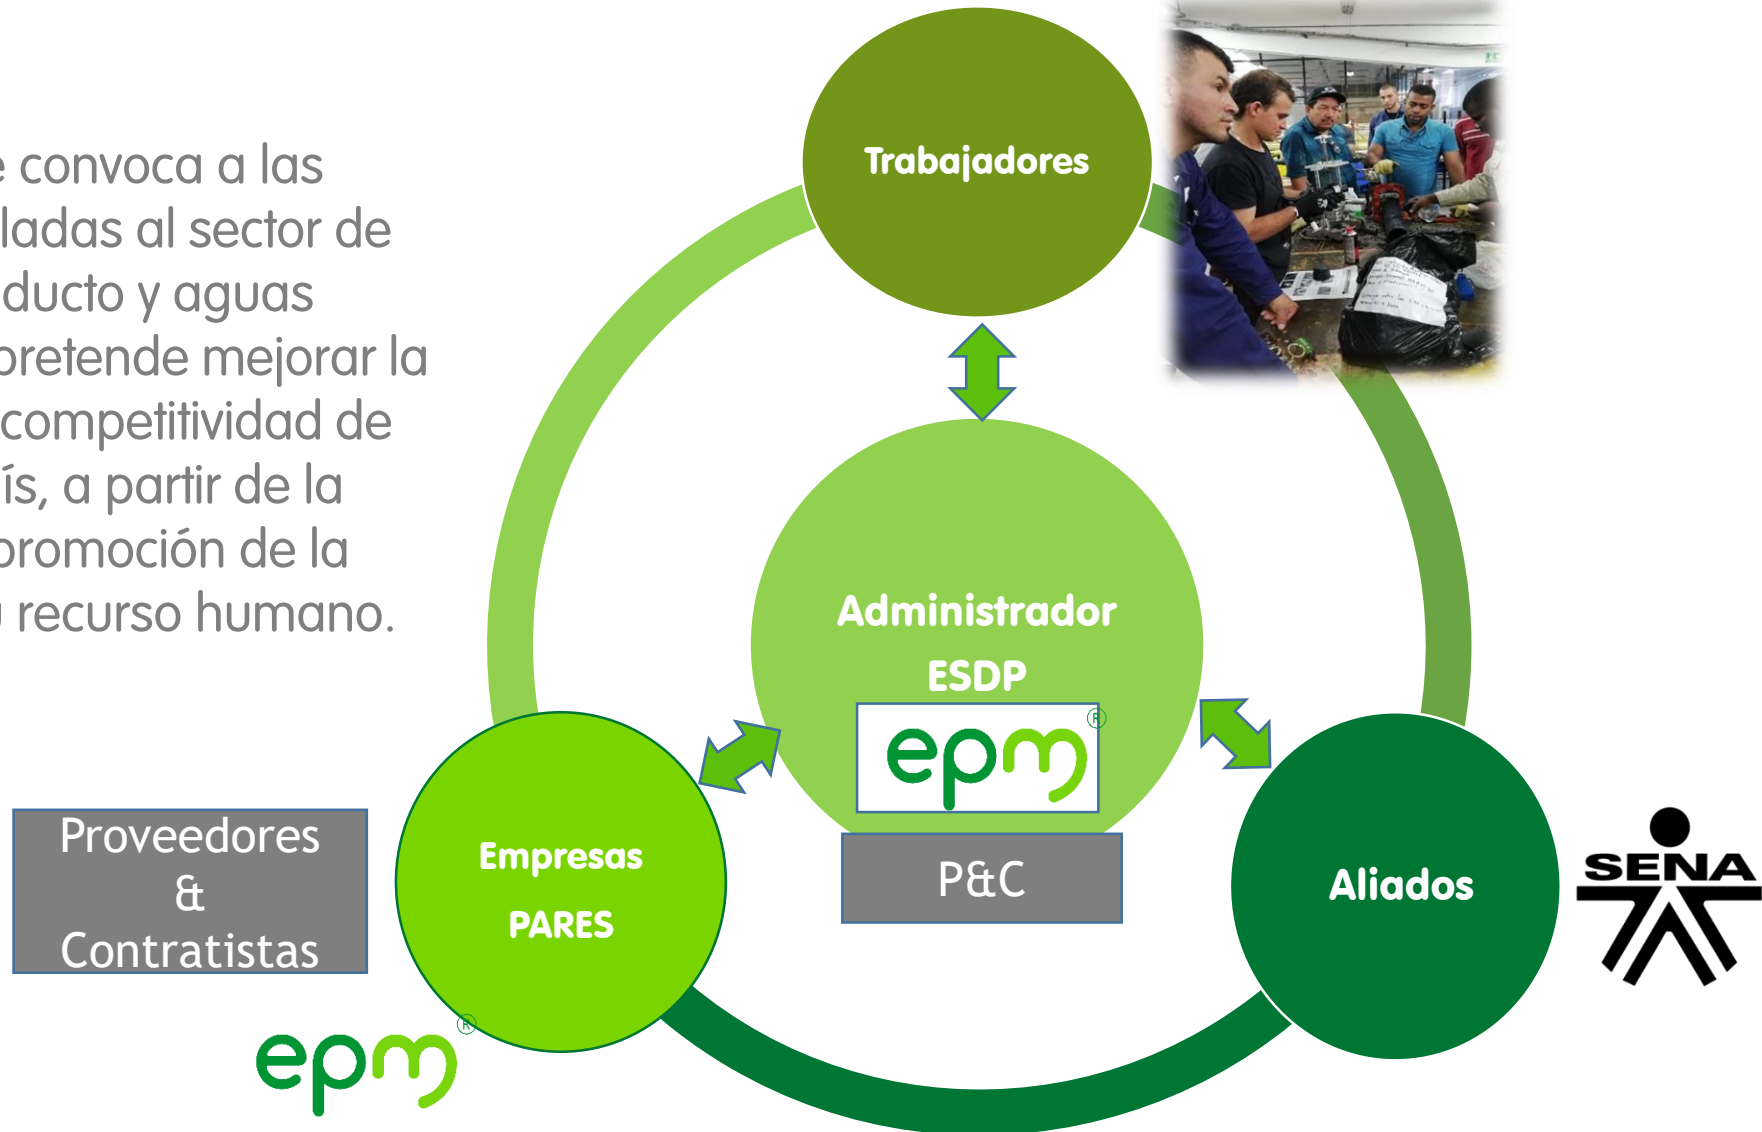 convoca a las
ladas al sector de
ducto y aguas
pretende mejorar la
competitividad de
ís, a partir de la
promoción de la
recurso humano.
Trabajadores
Administrador
ESDP
epm®
P&C
Empresas
PARES
Proveedores
&
Contratistas
epm®
Aliados
SENA